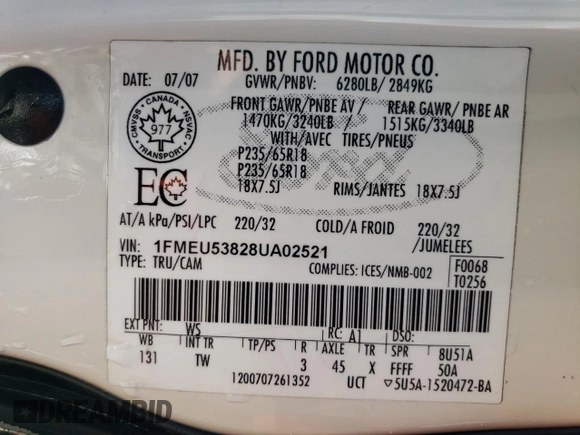 MFD. BY FORD MOTOR CO.
DATE: 07/07 GVWR/PNBV: 6280LB/ 2849KG
FRONT GAWR/PNBE AV / REAR GAWR/ PNBE AR
1470KG/3240LB 1515KG/3340LB
WITH/AVEC TIRES/PNEUS
P235/65R18
P235/65R18
18X7.5J RIMS/JANTES 18X7.5J
CMVSS CANADA NSVAC
977
TRANSPORT
EC
AT/A kPa/PSI/LPC 220/32 COLD/A FROID 220/32
/JUMELEES
VIN: 1FMEU53828UA02521
TYPE: TRU/CAM COMPLIES: ICES/NMB-002
F0068
T0256
EXT PNT: WS RC: A DSO:
WB INT TR TP/PS R AXLE TR SPR 8U51A
131 TW 3 45 X FFFF 50A
1200707261352 UCT ▽5U5A-1520472-BA
DREAMBID